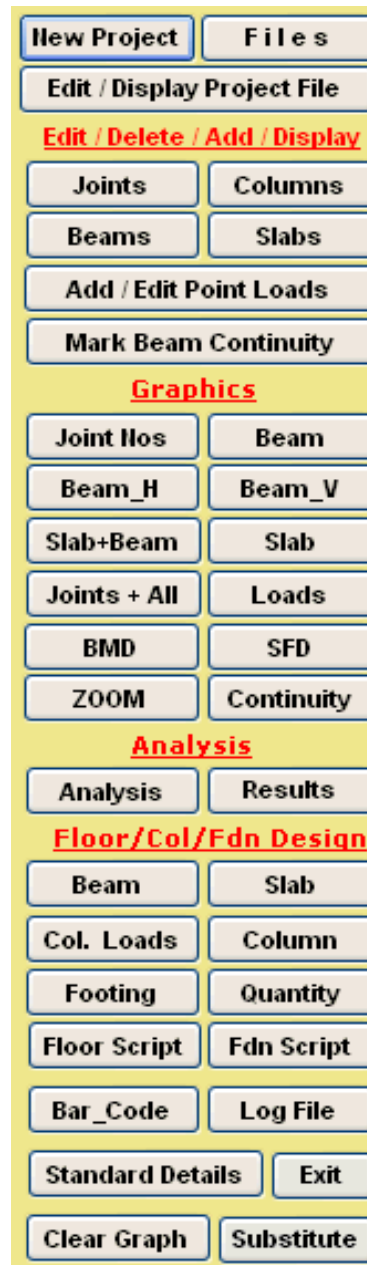 New Project Files
Edit / Display Project File
Edit / Delete / Add / Display
Joints Columns
Beams Slabs
Add / Edit Point Loads
Mark Beam Continuity
Graphics
Joint Nos Beam
Beam_H Beam_V
Slab+Beam Slab
Joints + All Loads
BMD SFD
ZOOM Continuity
Analysis
Analysis Results
Floor/Col/Fdn Design
Beam Slab
Col. Loads Column
Footing Quantity
Floor Script Fdn Script
Bar_Code Log File
Standard Details Exit
Clear Graph Substitute